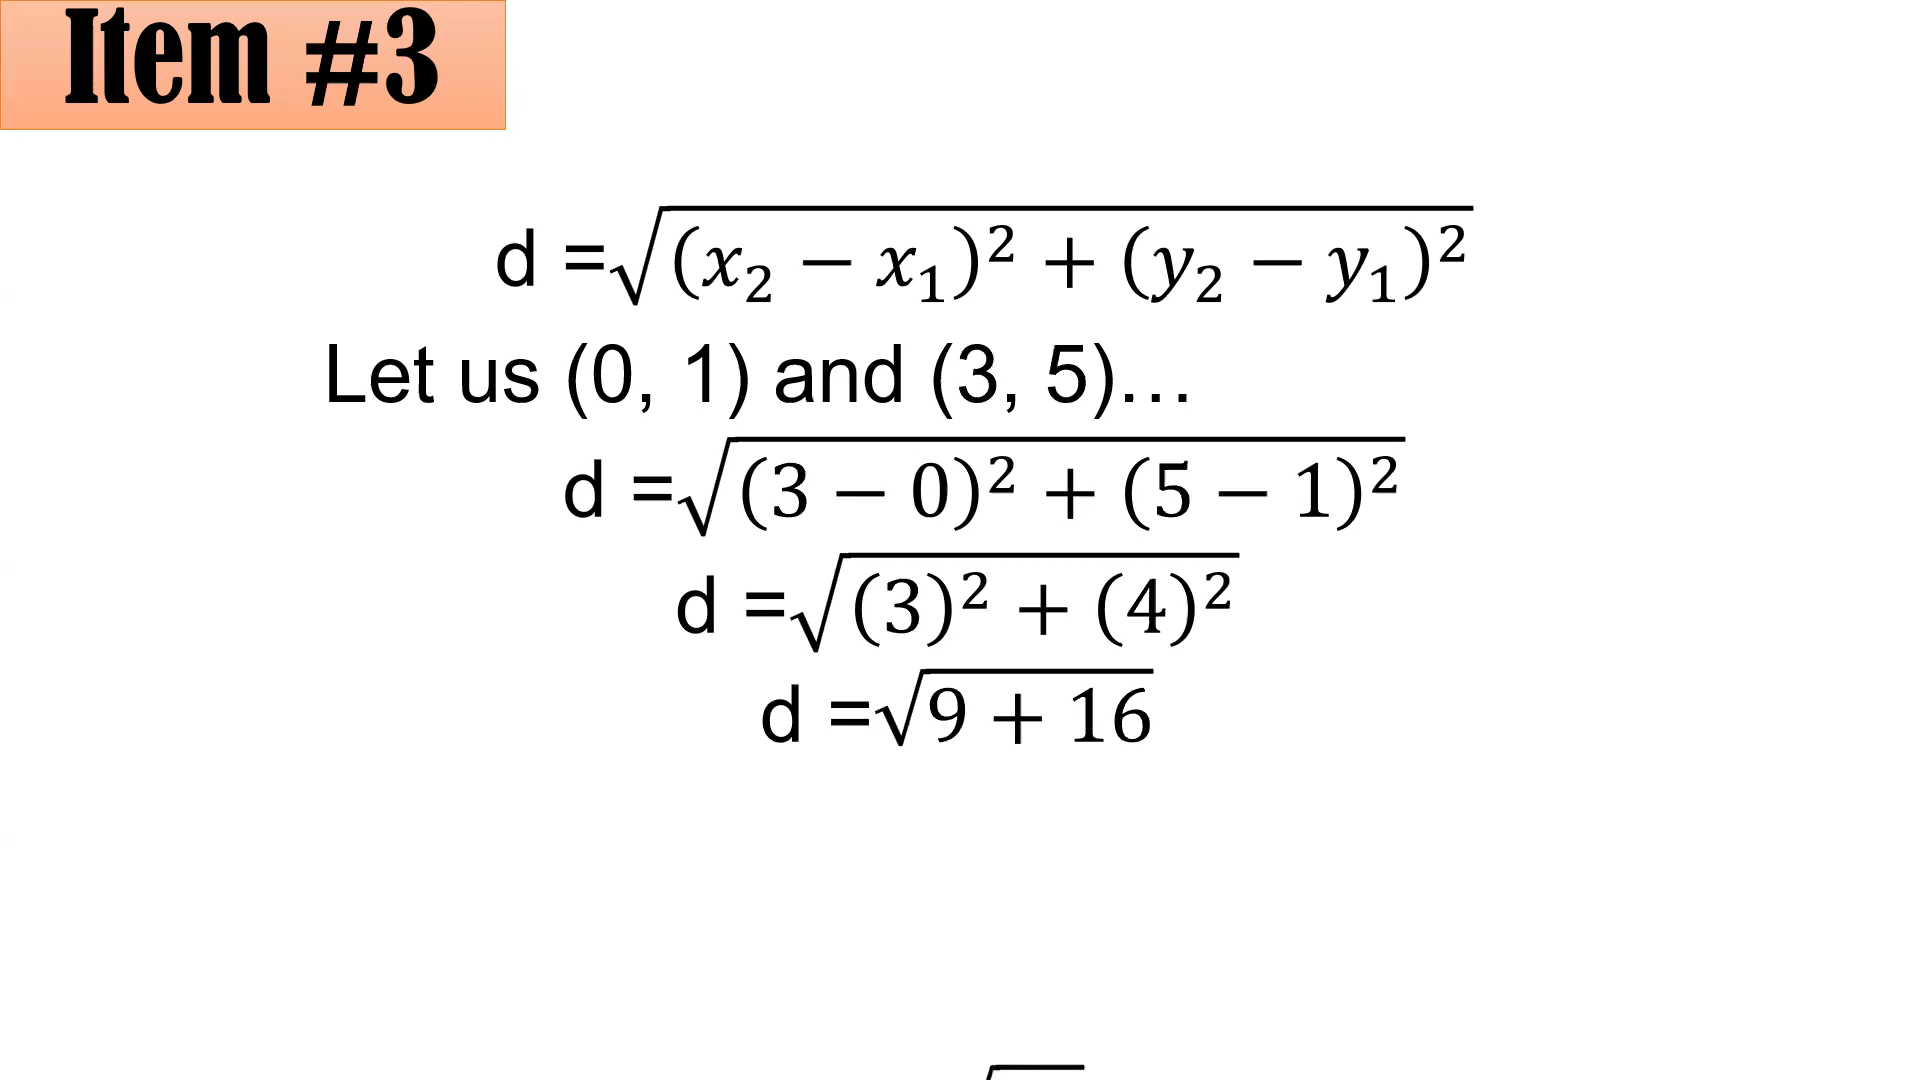 Item #3
d =√(x₂ − x₁)² + (y₂ − y₁)²
Let us (0, 1) and (3, 5)…
d =√(3 − 0)² + (5 − 1)²
d =√(3)² + (4)²
d =√9 + 16